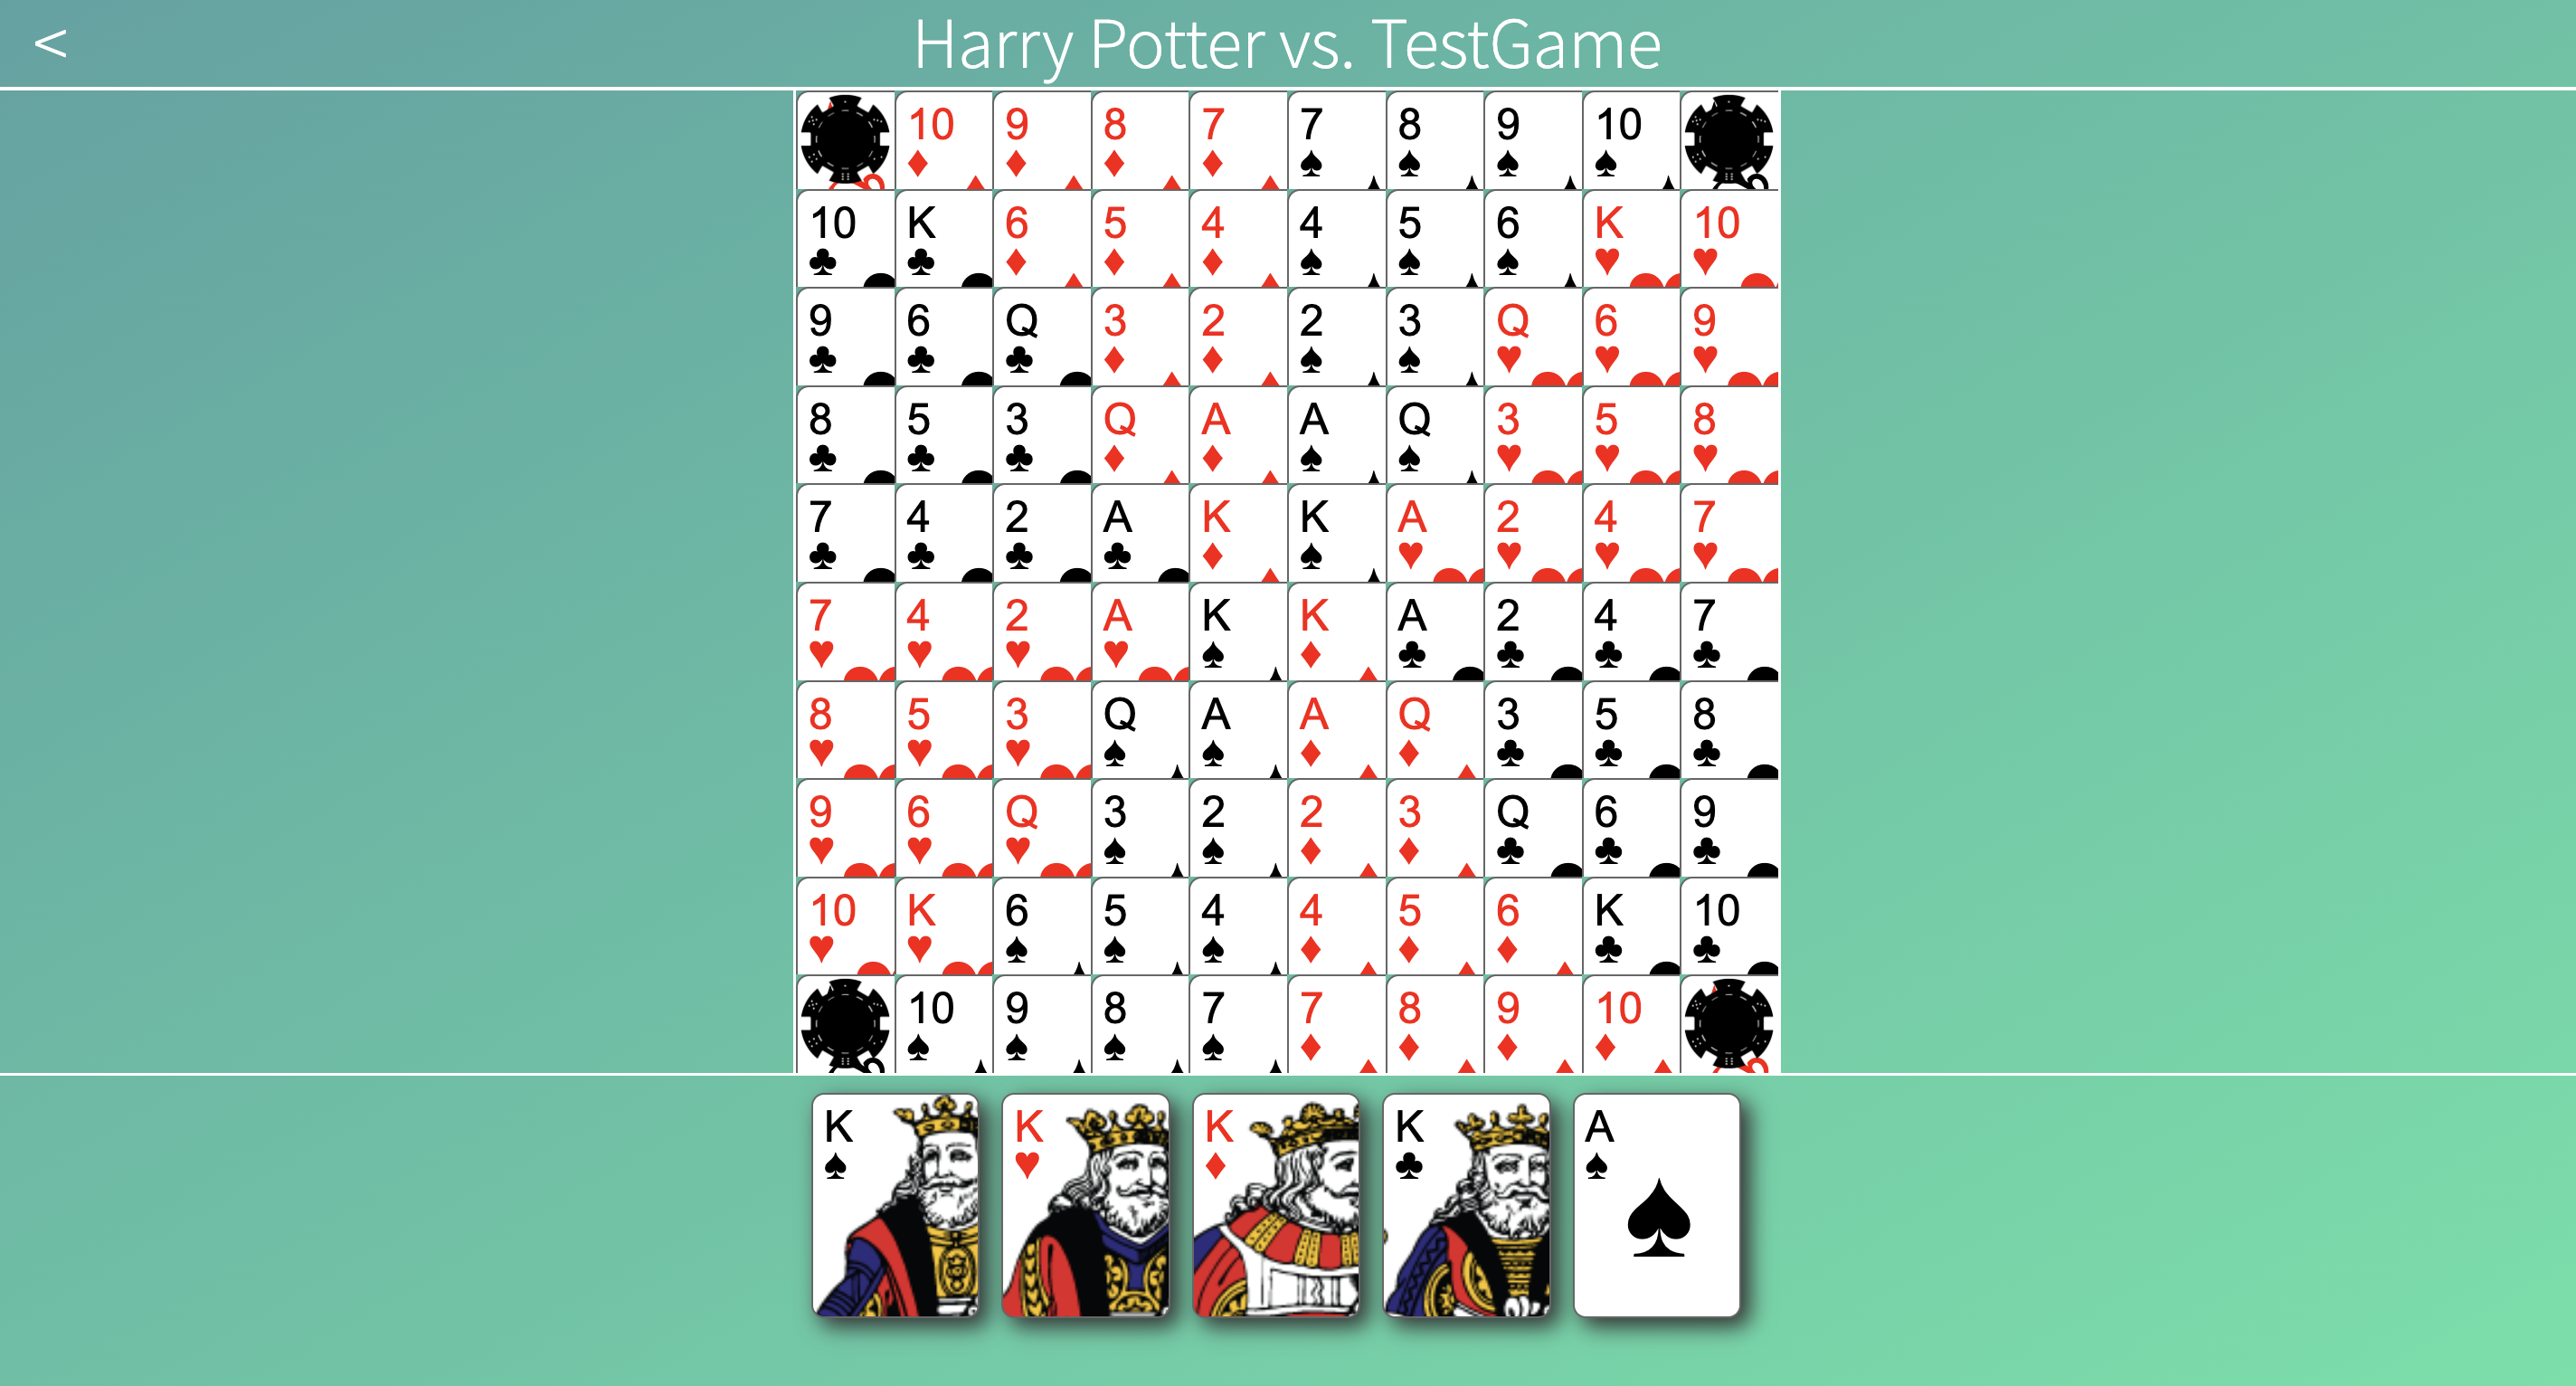 < Harry Potter vs. TestGame
10♦ 9♦ 8♦ 7♦ 7♠ 8♠ 9♠ 10♠
10♣ K♣ 6♦ 5♦ 4♦ 4♠ 5♠ 6♠ K♥ 10♥
9♣ 6♣ Q♣ 3♦ 2♦ 2♠ 3♠ Q♥ 6♥ 9♥
8♣ 5♣ 3♣ Q♦ A♦ A♠ Q♠ 3♥ 5♥ 8♥
7♣ 4♣ 2♣ A♣ K♦ K♠ A♥ 2♥ 4♥ 7♥
7♥ 4♥ 2♥ A♥ K♠ K♦ A♣ 2♣ 4♣ 7♣
8♥ 5♥ 3♥ Q♠ A♠ A♦ Q♦ 3♣ 5♣ 8♣
9♥ 6♥ Q♥ 3♠ 2♠ 2♦ 3♦ Q♣ 6♣ 9♣
10♥ K♥ 6♠ 5♠ 4♠ 4♦ 5♦ 6♦ K♣ 10♣
10♠ 9♠ 8♠ 7♠ 7♦ 8♦ 9♦ 10♦
K♠ K♥ K♦ K♣ A♠